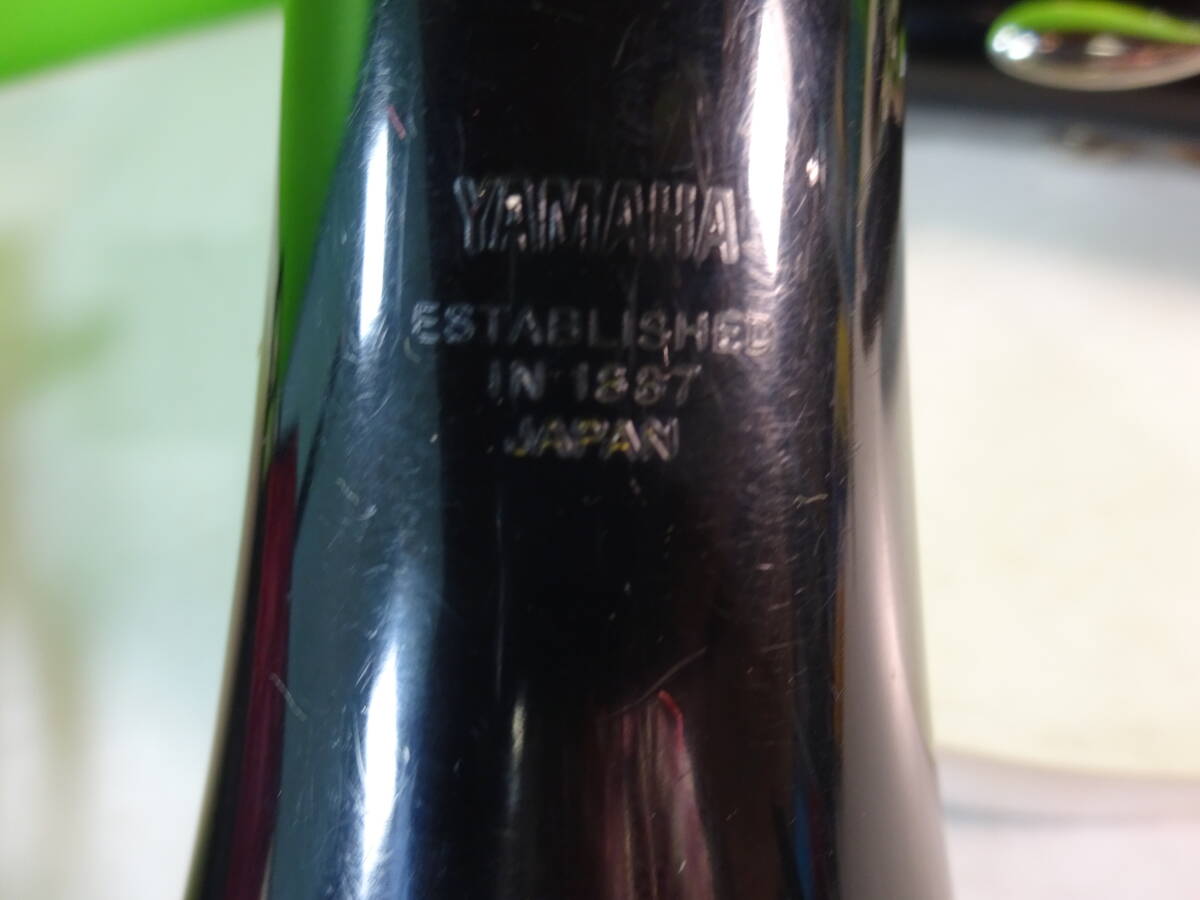 YAMAHA
ESTABLISHED
IN 1887
JAPAN